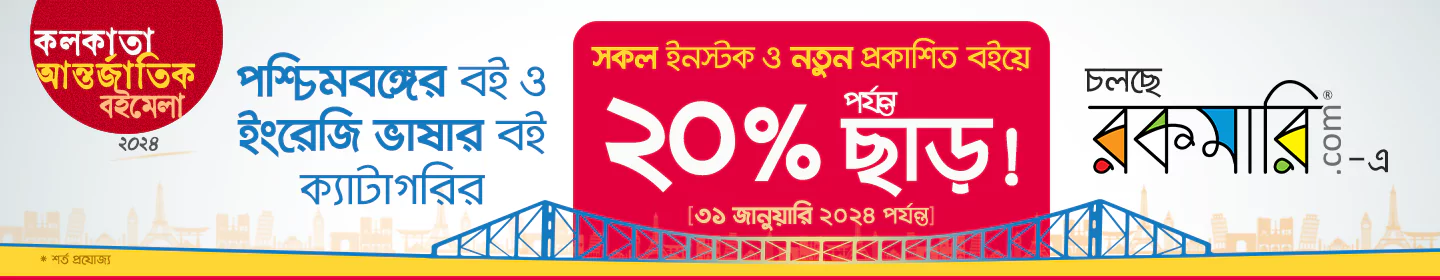 কলকাতা
আন্তর্জাতিক
বইমেলা
২০২৪
পশ্চিমবঙ্গের বই ও
ইংরেজি ভাষার বই
ক্যাটাগরির
সকল ইনস্টক ও নতুন প্রকাশিত বইয়ে
২০% পর্যন্ত ছাড় !
[৩১ জানুয়ারি ২০২৪ পর্যন্ত]
চলছে
রকমারি.com® -এ
* শর্ত প্রযোজ্য